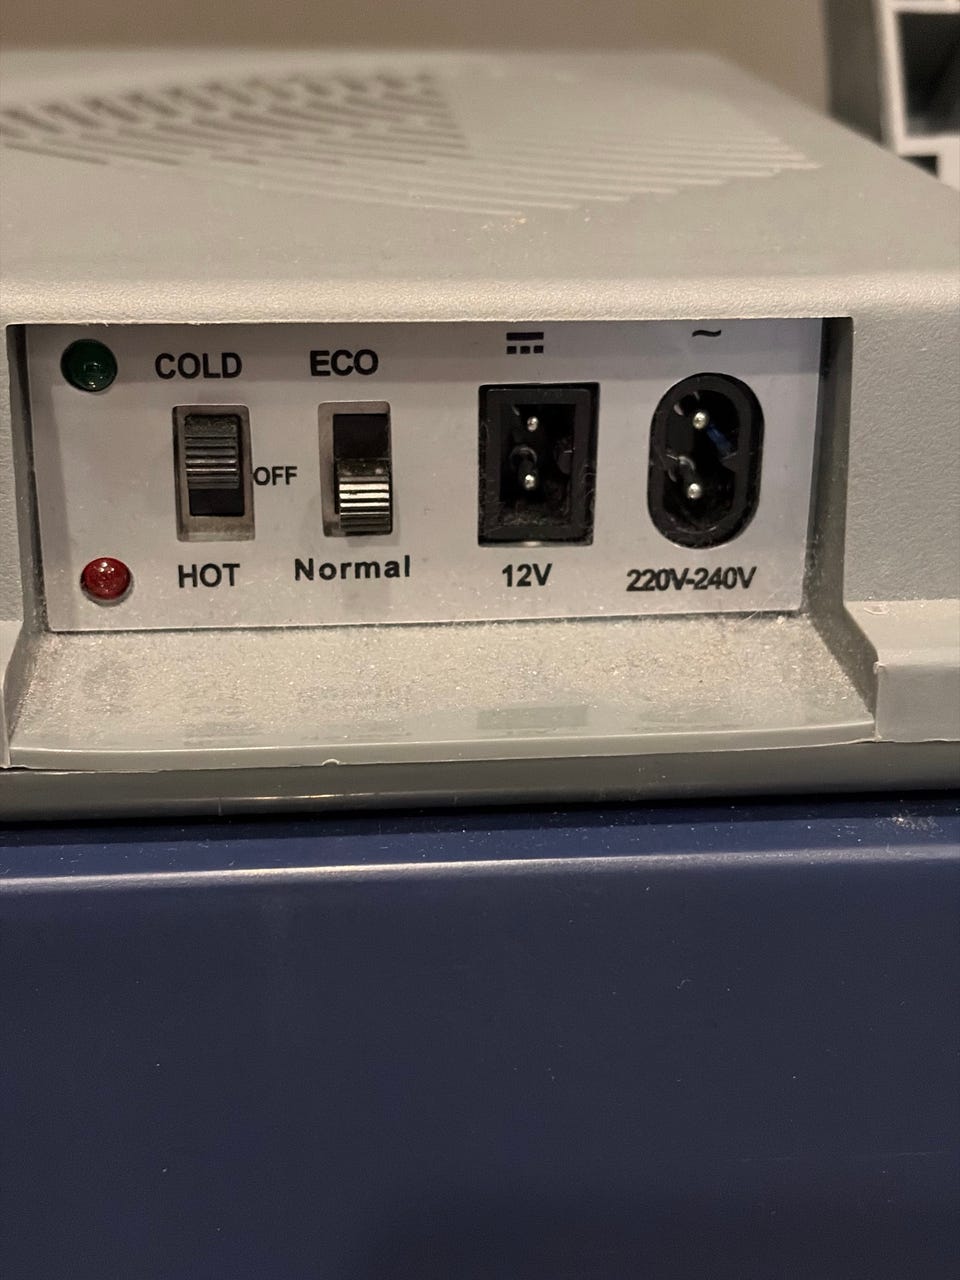 COLD
ECO
OFF
HOT
Normal
12V
220V-240V